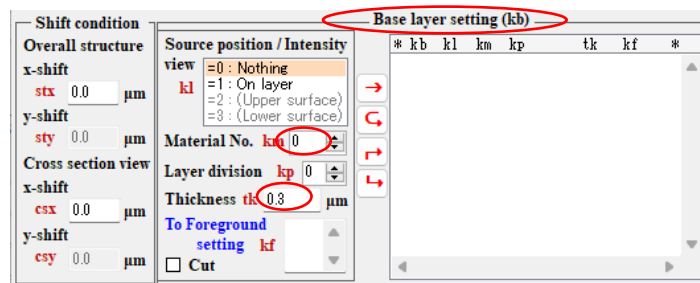 Shift condition
Overall structure
x-shift
stx 0.0 μm
y-shift
sty 0.0 μm
Cross section view
x-shift
csx 0.0 μm
y-shift
csy 0.0 μm
Base layer setting (kb)
Source position / Intensity
view
kl
=0 : Nothing
=1 : On layer
=2 : (Upper surface)
=3 : (Lower surface)
Material No. km 0
Layer division kp 0
Thickness tk 0.3 μm
To Foreground
setting kf
Cut
* kb kl km kp tk kf *